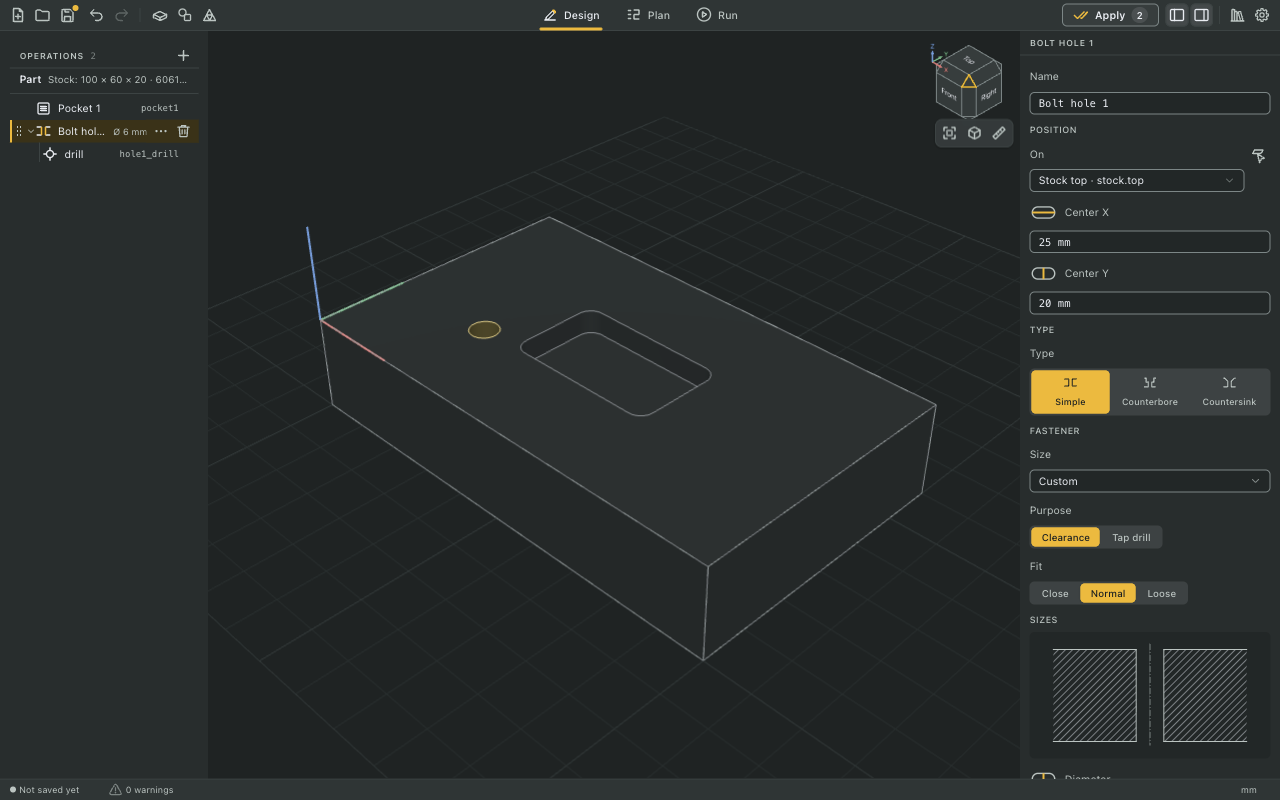 Design
Plan
Run
Apply 2
OPERATIONS 2
Part Stock: 100 × 60 × 20 · 6061...
Pocket 1 pocket1
Bolt hol... Ø 6 mm
drill hole1_drill
Z
Y
X
Top
Front
Right
BOLT HOLE 1
Name
Bolt hole 1
POSITION
On
Stock top · stock.top
Center X
25 mm
Center Y
20 mm
TYPE
Type
Simple
Counterbore
Countersink
FASTENER
Size
Custom
Purpose
Clearance
Tap drill
Fit
Close
Normal
Loose
SIZES
Diameter
Not saved yet
0 warnings
mm